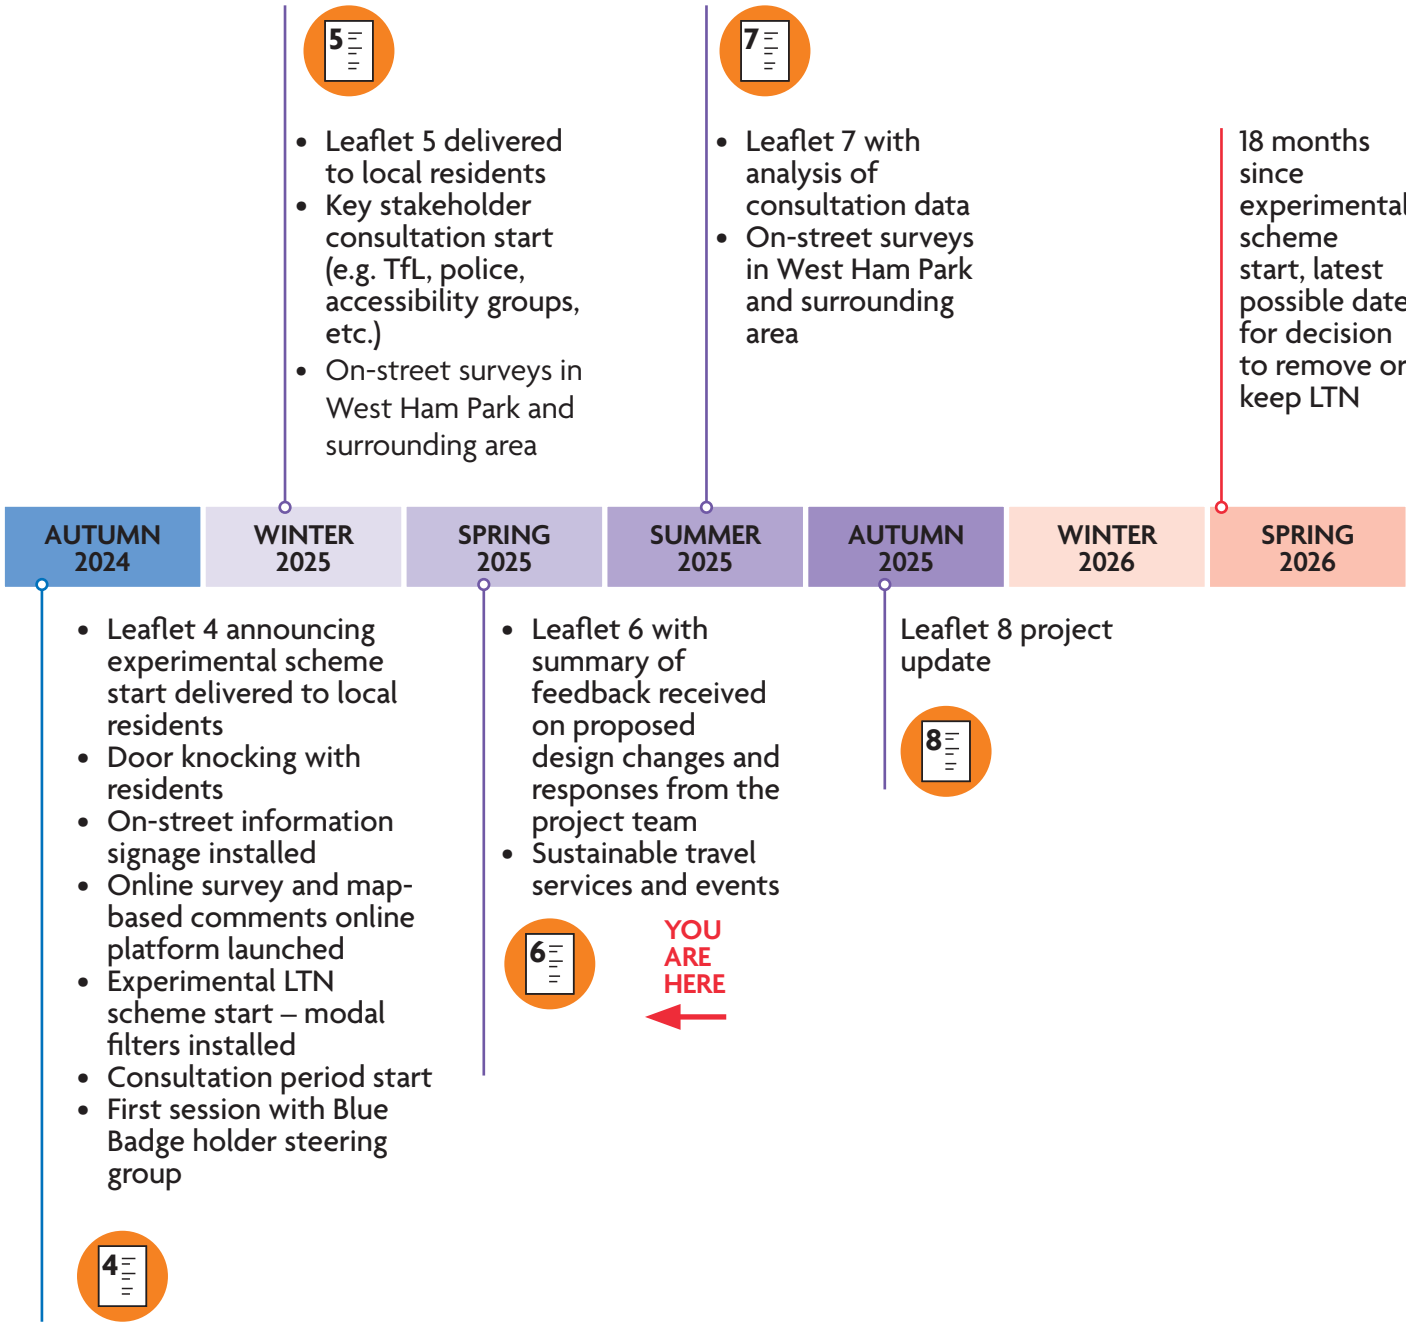 5
• Leaflet 5 delivered
to local residents
• Key stakeholder
consultation start
(e.g. TfL, police,
accessibility groups,
etc.)
• On-street surveys in
West Ham Park and
surrounding area
7
• Leaflet 7 with
analysis of
consultation data
• On-street surveys
in West Ham Park
and surrounding
area
18 months
since
experimental
scheme
start, latest
possible date
for decision
to remove or
keep LTN
AUTUMN
2024
WINTER
2025
SPRING
2025
SUMMER
2025
AUTUMN
2025
WINTER
2026
SPRING
2026
• Leaflet 4 announcing
experimental scheme
start delivered to local
residents
• Door knocking with
residents
• On-street information
signage installed
• Online survey and map-
based comments online
platform launched
• Experimental LTN
scheme start – modal
filters installed
• Consultation period start
• First session with Blue
Badge holder steering
group
4
• Leaflet 6 with
summary of
feedback received
on proposed
design changes and
responses from the
project team
• Sustainable travel
services and events
6
YOU
ARE
HERE
Leaflet 8 project
update
8